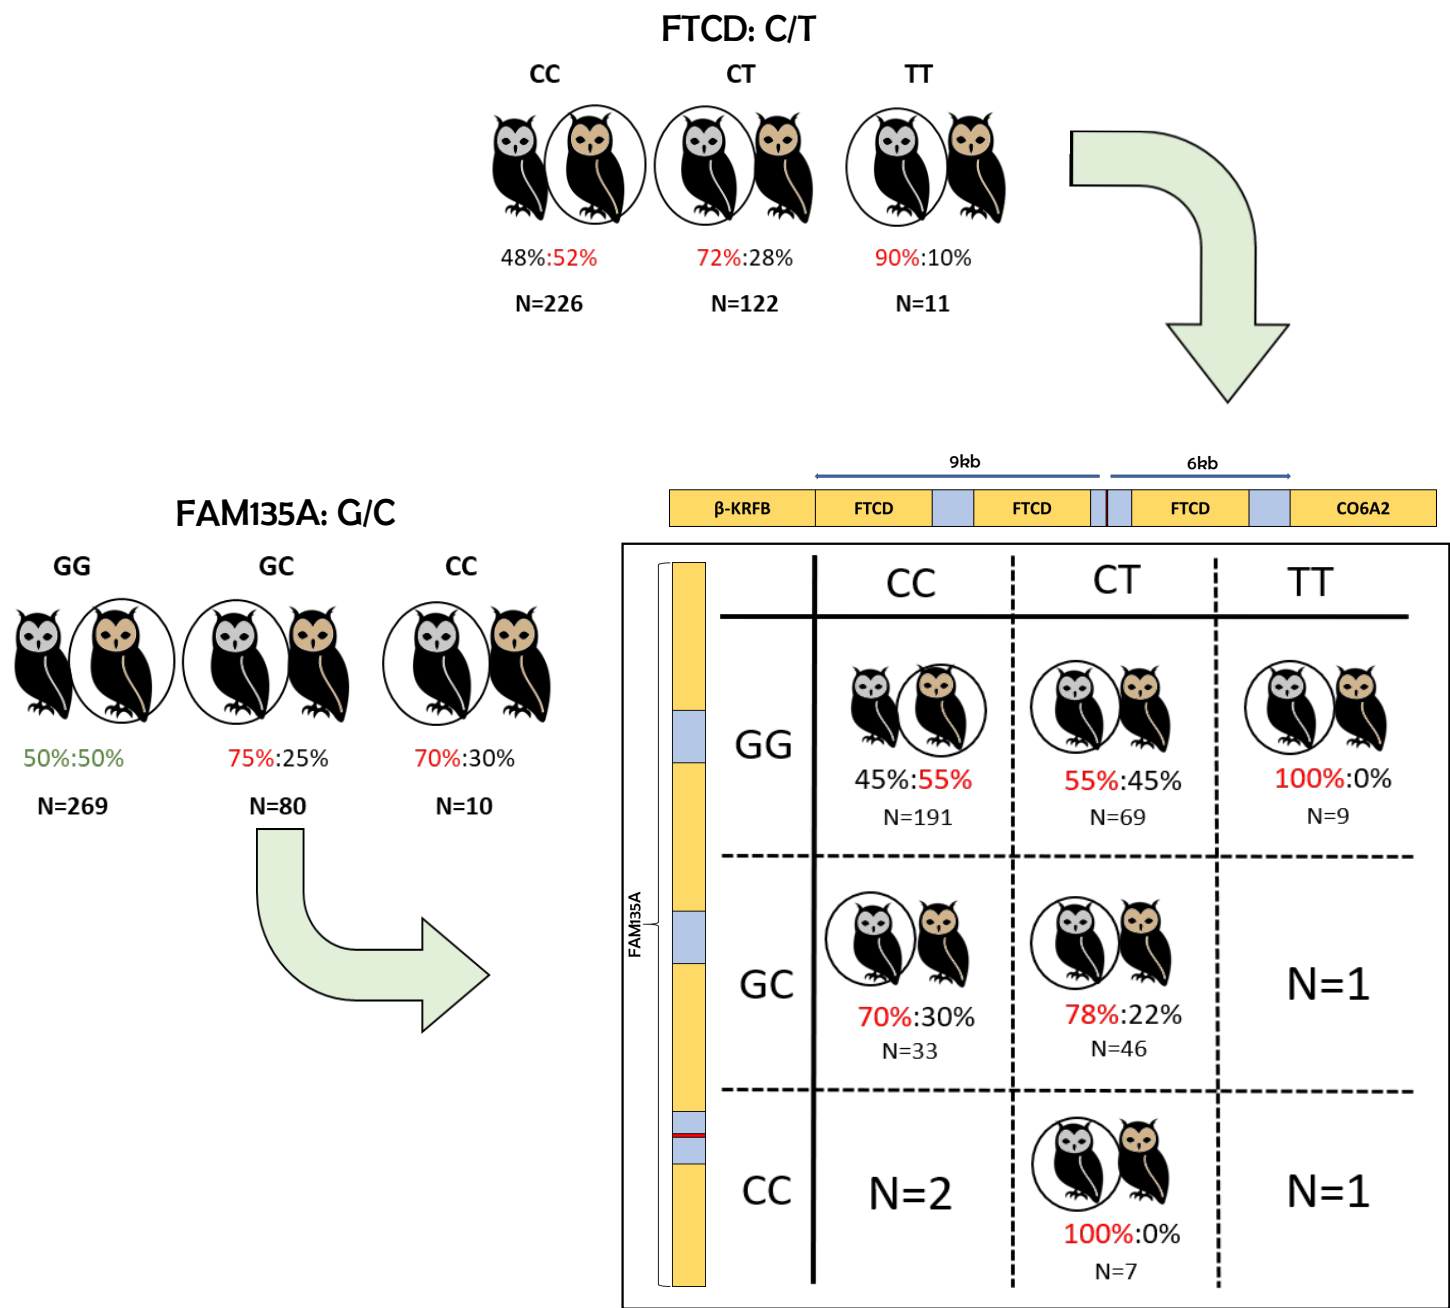 FTCD: C/T
CC CT TT
48%:52% 72%:28% 90%:10%
N=226 N=122 N=11
9kb 6kb
β-KRFB FTCD FTCD FTCD CO6A2
FAM135A: G/C
GG GC CC
50%:50% 75%:25% 70%:30%
N=269 N=80 N=10
FAM135A
CC CT TT
GG
45%:55% 55%:45% 100%:0%
N=191 N=69 N=9
GC
70%:30% 78%:22% N=1
N=33 N=46
CC N=2 N=1
100%:0%
N=7